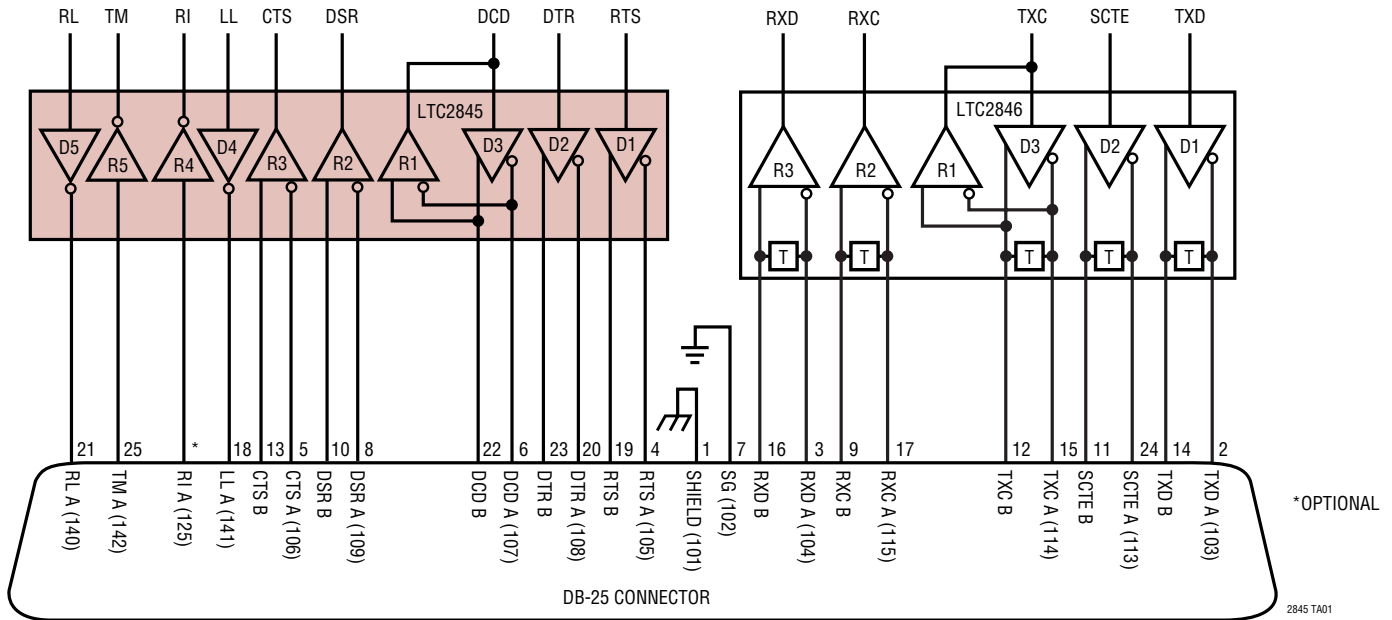 RL TM RI LL CTS DSR DCD DTR RTS RXD RXC TXC SCTE TXD
LTC2845 LTC2846
D5 R5 R4 D4 R3 R2 R1 D3 D2 D1 R3 R2 R1 D3 D2 D1
T T T T T
21 25 * 18 13 5 10 8 22 6 23 20 19 4 1 7 16 3 9 17 12 15 11 24 14 2
RL A (140)
TM A (142)
RI A (125)
LL A (141)
CTS B
CTS A (106)
DSR B
DSR A (109)
DCD B
DCD A (107)
DTR B
DTR A (108)
RTS B
RTS A (105)
SHIELD (101)
SG (102)
RXD B
RXD A (104)
RXC B
RXC A (115)
TXC B
TXC A (114)
SCTE B
SCTE A (113)
TXD B
TXD A (103)
*OPTIONAL
DB-25 CONNECTOR
2845 TA01